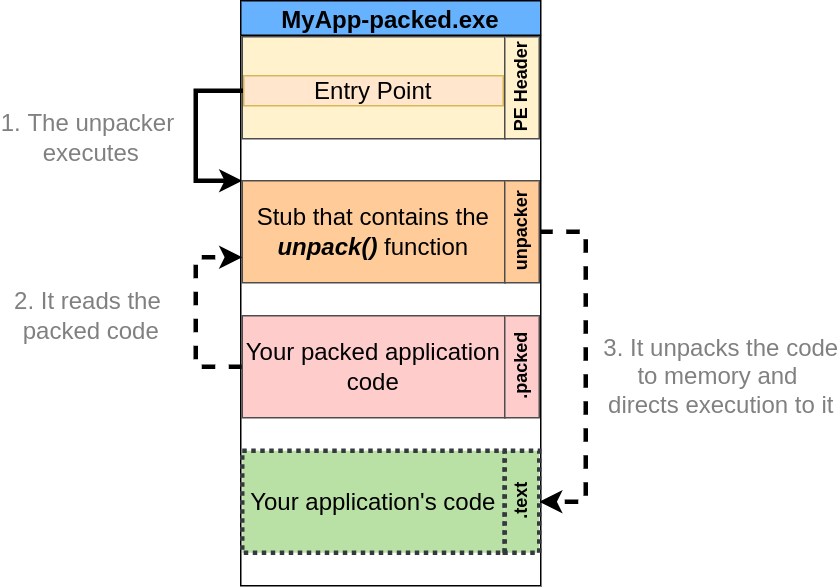 MyApp-packed.exe
Entry Point
PE Header
1. The unpacker
executes
Stub that contains the
unpack() function
unpacker
2. It reads the
packed code
Your packed application
code
.packed
3. It unpacks the code
to memory and
directs execution to it
Your application's code
.text